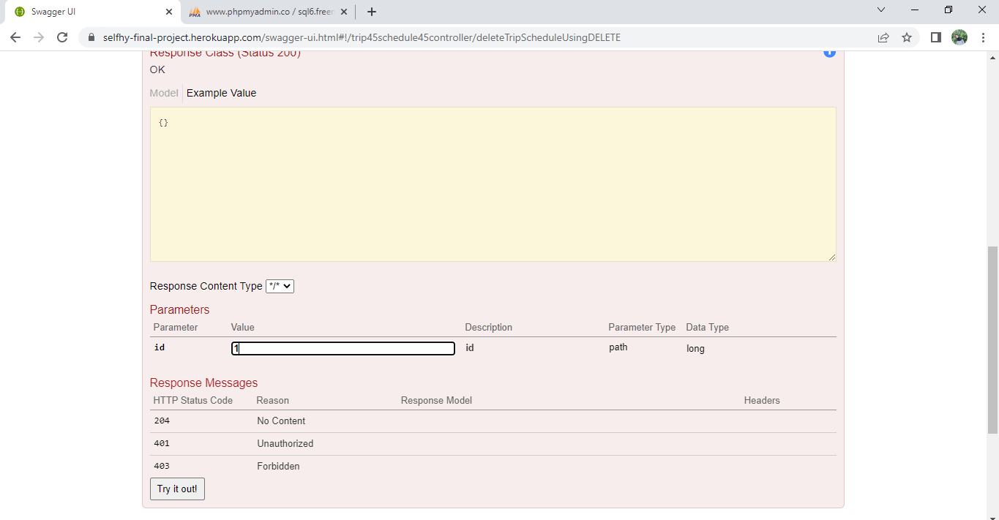 Swagger UI
www.phpmyadmin.co / sql6.freer
selfhy-final-project.herokuapp.com/swagger-ui.html#!/trip45schedule45controller/deleteTripScheduleUsingDELETE
Response Class (Status 200)
OK
Model Example Value
{}
Response Content Type */*
Parameters
Parameter Value Description Parameter Type Data Type
id 1 id path long
Response Messages
HTTP Status Code Reason Response Model Headers
204 No Content
401 Unauthorized
403 Forbidden
Try it out!